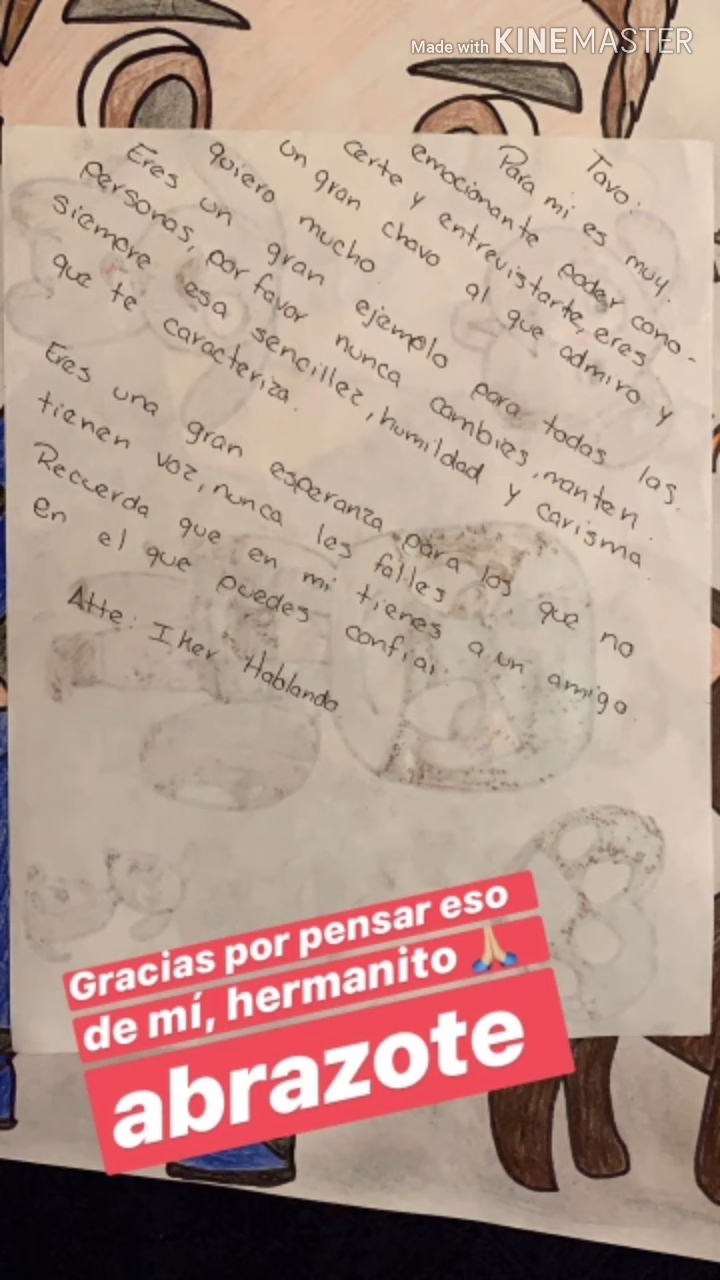 Made with KINEMASTER
Tavo:
Para mi es muy.
emocionante poder cono-
certe y entrevistarte, eres
un gran chavo al que admiro y
quiero mucho.
Eres un gran ejemplo para todas las.
personas, por favor nunca cambies, manten.
siempre esa sencillez, humildad y carisma.
que te caracteriza.
Eres una gran esperanza para los que no
tienen voz, nunca les falles.
Recuerda que en mi tienes a un amigo
en el que puedes confiar.
Atte: Iker Hablando
Gracias por pensar eso
de mí, hermanito 🙏🏼
abrazote